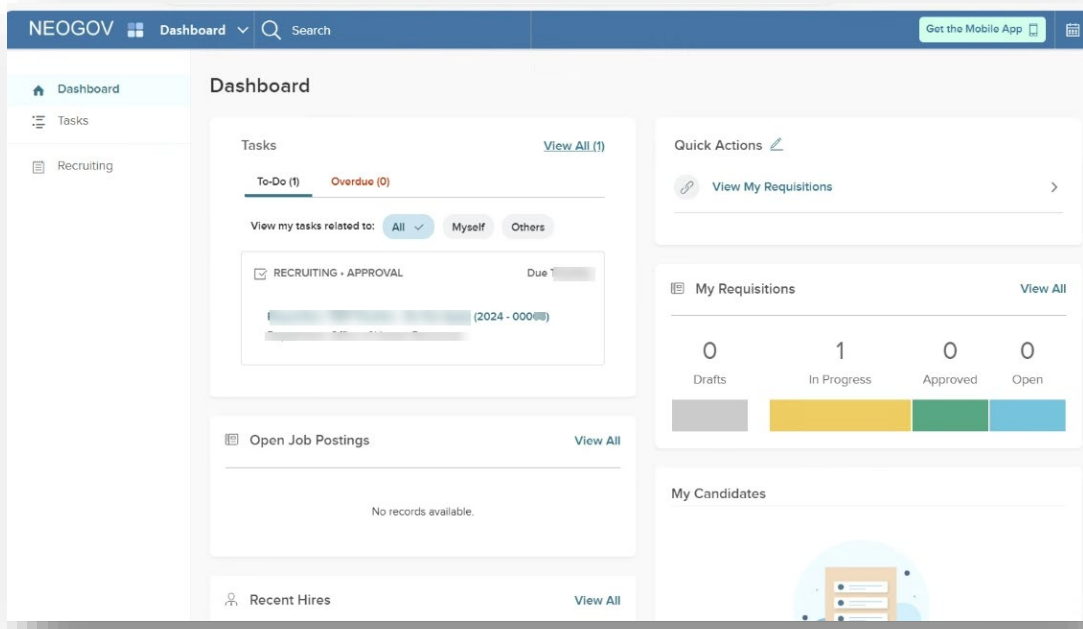 NEOGOV Dashboard Search Get the Mobile App
Dashboard
Tasks
Recruiting
Dashboard
Tasks View All (1)
To-Do (1) Overdue (0)
View my tasks related to: All Myself Others
RECRUITING • APPROVAL Due
(2024 - 000
Open Job Postings View All
No records available.
Recent Hires View All
Quick Actions
View My Requisitions
My Requisitions View All
0 1 0 0
Drafts In Progress Approved Open
My Candidates